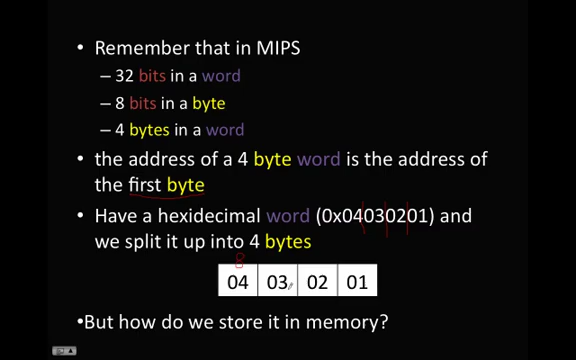 • Remember that in MIPS
– 32 bits in a word
– 8 bits in a byte
– 4 bytes in a word
• the address of a 4 byte word is the address of
the first byte
• Have a hexidecimal word (0x04030201) and
we split it up into 4 bytes
8
04 03 02 01
•But how do we store it in memory?